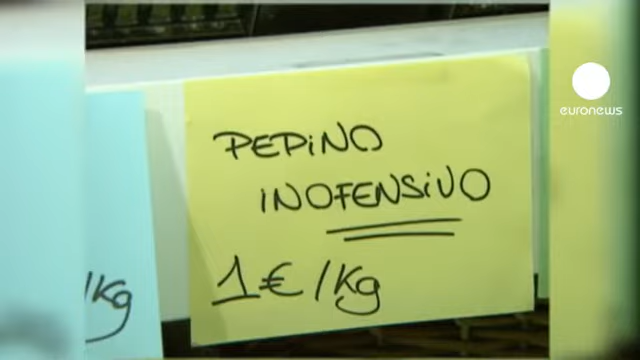 PEPINO
INOFENSIVO
1€/Kg
/Kg
euronews